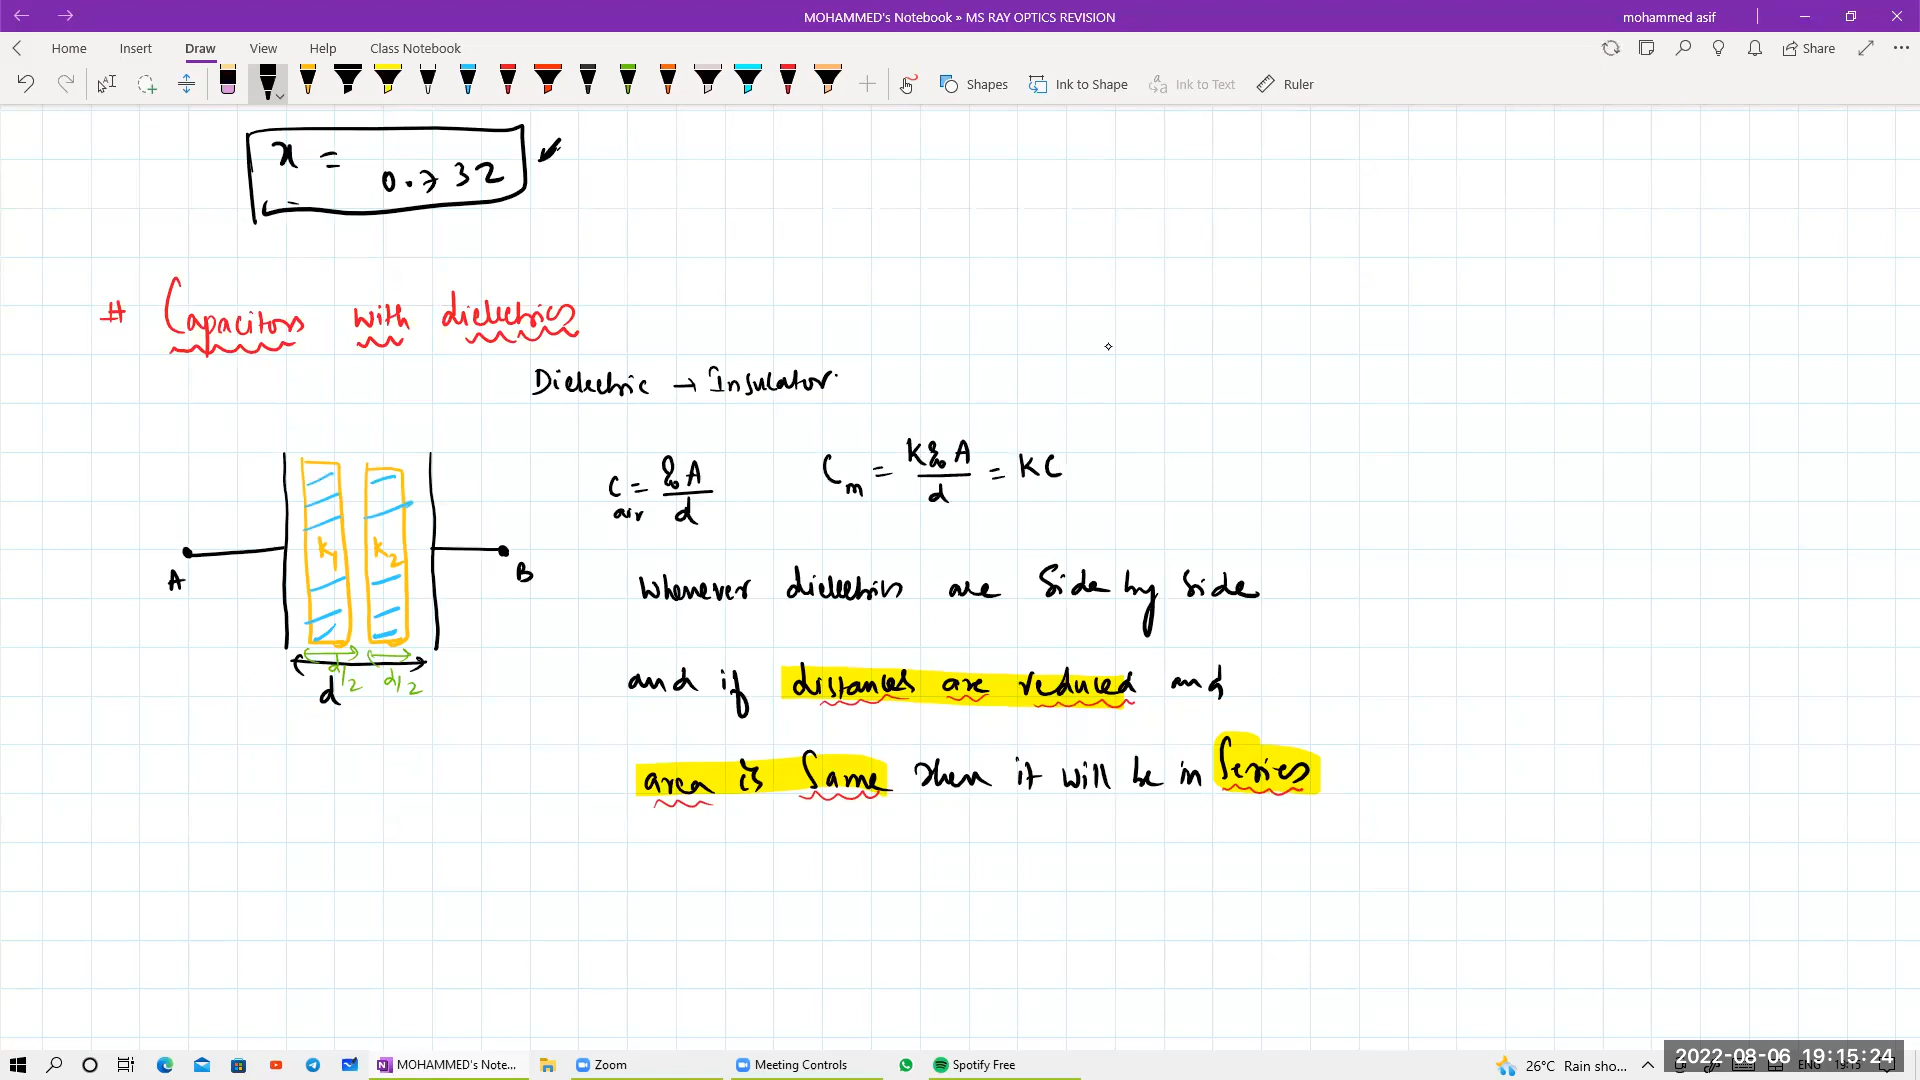 MOHAMMED's Notebook » MS RAY OPTICS REVISION
mohammed asif
Home Insert Draw View Help Class Notebook
Share
Shapes Ink to Shape Ink to Text Ruler
x = 0.732
# Capacitors with dielectrics
Dielectric → Insulator.
C = ε₀A/d
air
Cm = Kε₀A/d = KC
K1 K2
A B
d/2 d/2
d
Whenever dielectrics are Side by side
and if distances are reduced and
area is Same then it will be in Series
MOHAMMED's Note...
Zoom
Meeting Controls
Spotify Free
26°C Rain sho...
2022-08-06 19:15:24